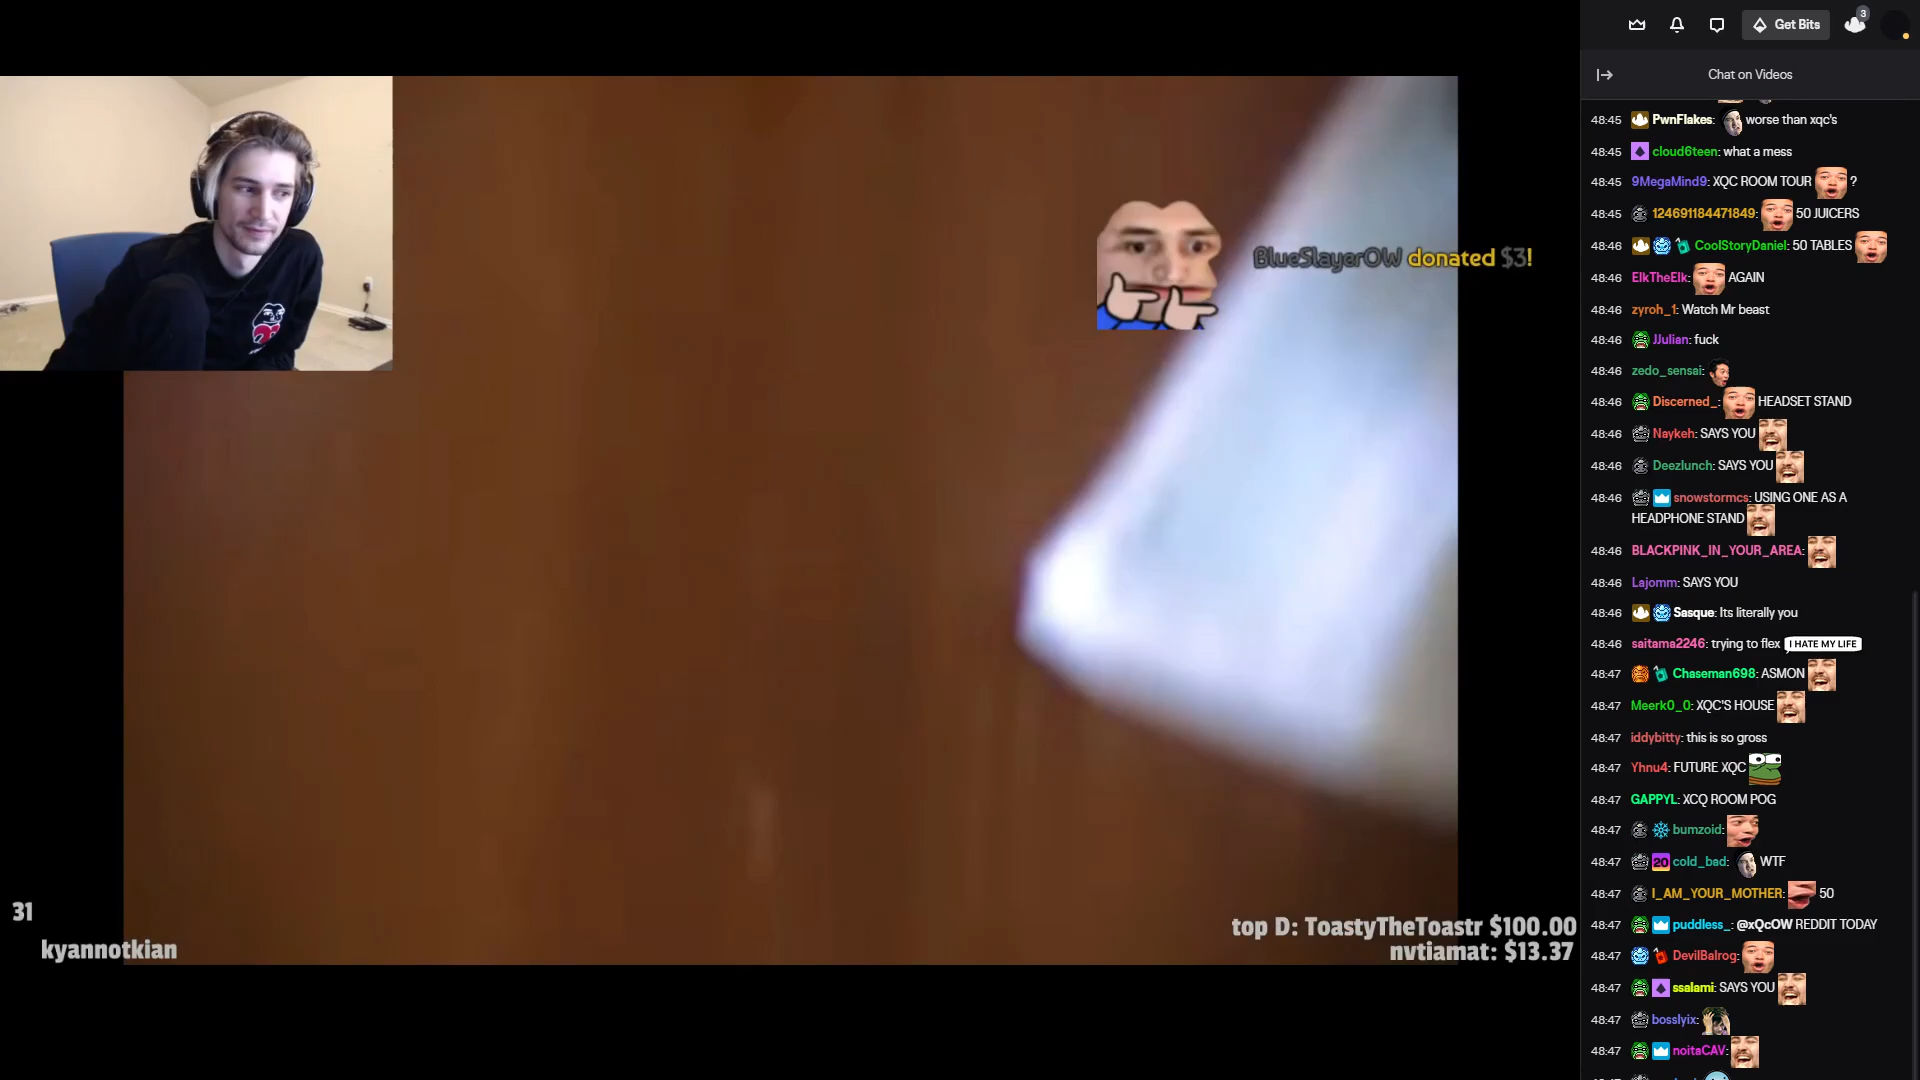 3
Get Bits
Chat on Videos
48:45 PwnFlakes: worse than xqc's
48:45 cloud6teen: what a mess
48:45 9MegaMind9: XQC ROOM TOUR ?
48:45 124691184471849: 50 JUICERS
48:46 CoolStoryDaniel: 50 TABLES
48:46 ElkTheElk: AGAIN
48:46 zyroh_1: Watch Mr beast
48:46 JJulian: fuck
48:46 zedo_sensai:
48:46 Discerned_: HEADSET STAND
48:46 Naykeh: SAYS YOU
48:46 Deezlunch: SAYS YOU
48:46 snowstormcs: USING ONE AS A
HEADPHONE STAND
48:46 BLACKPINK_IN_YOUR_AREA:
48:46 Lajomm: SAYS YOU
48:46 Sasque: Its literally you
48:46 saitama2246: trying to flex I HATE MY LIFE
48:47 Chaseman698: ASMON
48:47 Meerk0_0: XQC'S HOUSE
48:47 iddybitty: this is so gross
48:47 Yhnu4: FUTURE XQC
48:47 GAPPYL: XCQ ROOM POG
48:47 bumzoid:
48:47 20 cold_bad: WTF
48:47 I_AM_YOUR_MOTHER: 50
48:47 puddless_: @xQcOW REDDIT TODAY
48:47 DevilBalrog:
48:47 ssalami: SAYS YOU
48:47 bosslyix:
48:47 noitaCAV:
BlueSlayerOW donated $3!
31
kyannotkian
top D: ToastyTheToastr $100.00
nvtiamat: $13.37